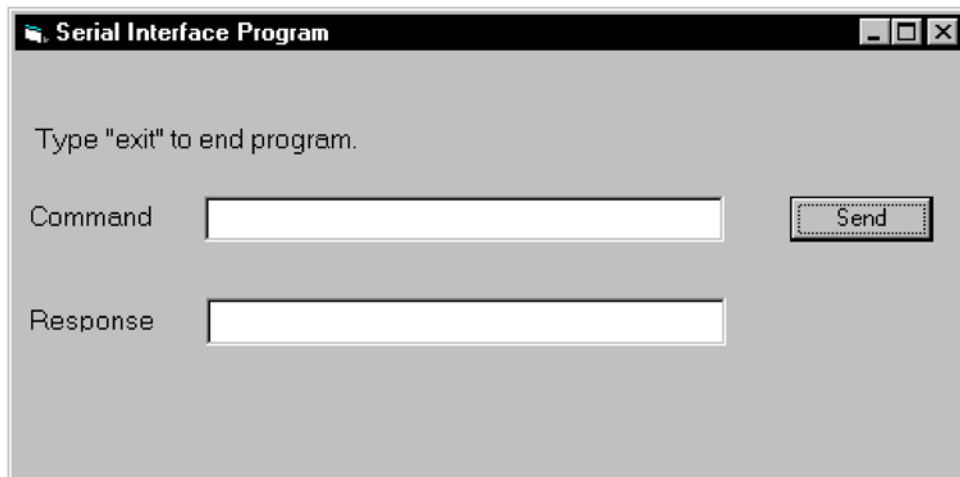 Serial Interface Program
Type "exit" to end program.
Command
Send
Response